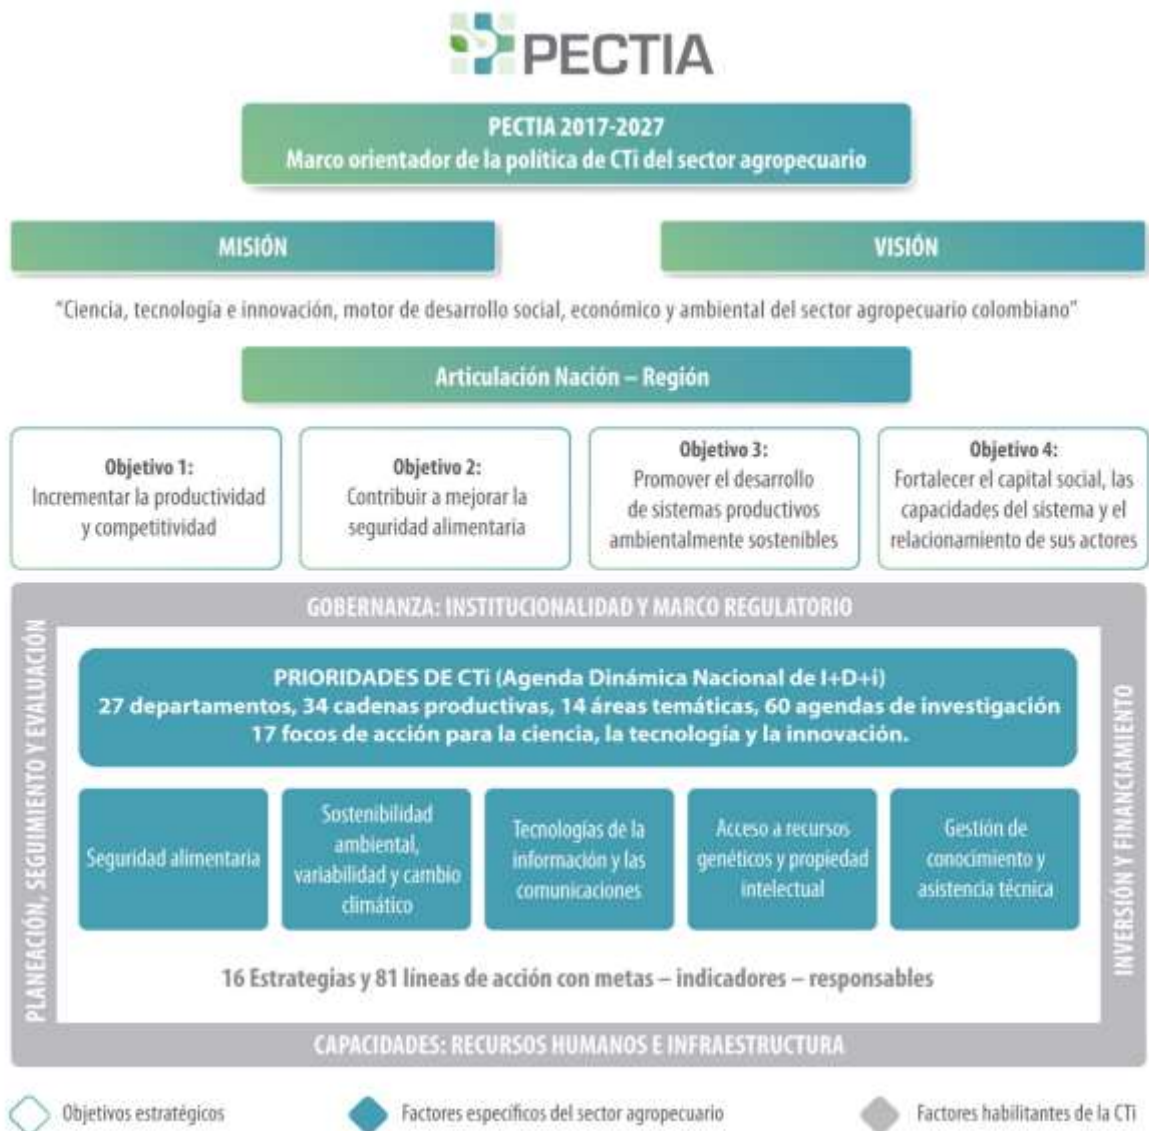 PECTIA
PECTIA 2017-2027
Marco orientador de la política de CTi del sector agropecuario
MISIÓN
VISIÓN
“Ciencia, tecnología e innovación, motor de desarrollo social, económico y ambiental del sector agropecuario colombiano”
Articulación Nación – Región
Objetivo 1:
Incrementar la productividad
y competitividad
Objetivo 2:
Contribuir a mejorar la
seguridad alimentaria
Objetivo 3:
Promover el desarrollo
de sistemas productivos
ambientalmente sostenibles
Objetivo 4:
Fortalecer el capital social, las
capacidades del sistema y el
relacionamiento de sus actores
GOBERNANZA: INSTITUCIONALIDAD Y MARCO REGULATORIO
PLANEACIÓN, SEGUIMIENTO Y EVALUACIÓN
PRIORIDADES DE CTi (Agenda Dinámica Nacional de I+D+i)
27 departamentos, 34 cadenas productivas, 14 áreas temáticas, 60 agendas de investigación
17 focos de acción para la ciencia, la tecnología y la innovación.
Seguridad alimentaria
Sostenibilidad
ambiental,
variabilidad y cambio
climático
Tecnologías de la
información y las
comunicaciones
Acceso a recursos
genéticos y propiedad
intelectual
Gestión de
conocimiento y
asistencia técnica
16 Estrategias y 81 líneas de acción con metas – indicadores – responsables
INVERSIÓN Y FINANCIAMIENTO
CAPACIDADES: RECURSOS HUMANOS E INFRAESTRUCTURA
Objetivos estratégicos
Factores específicos del sector agropecuario
Factores habilitantes de la CTi